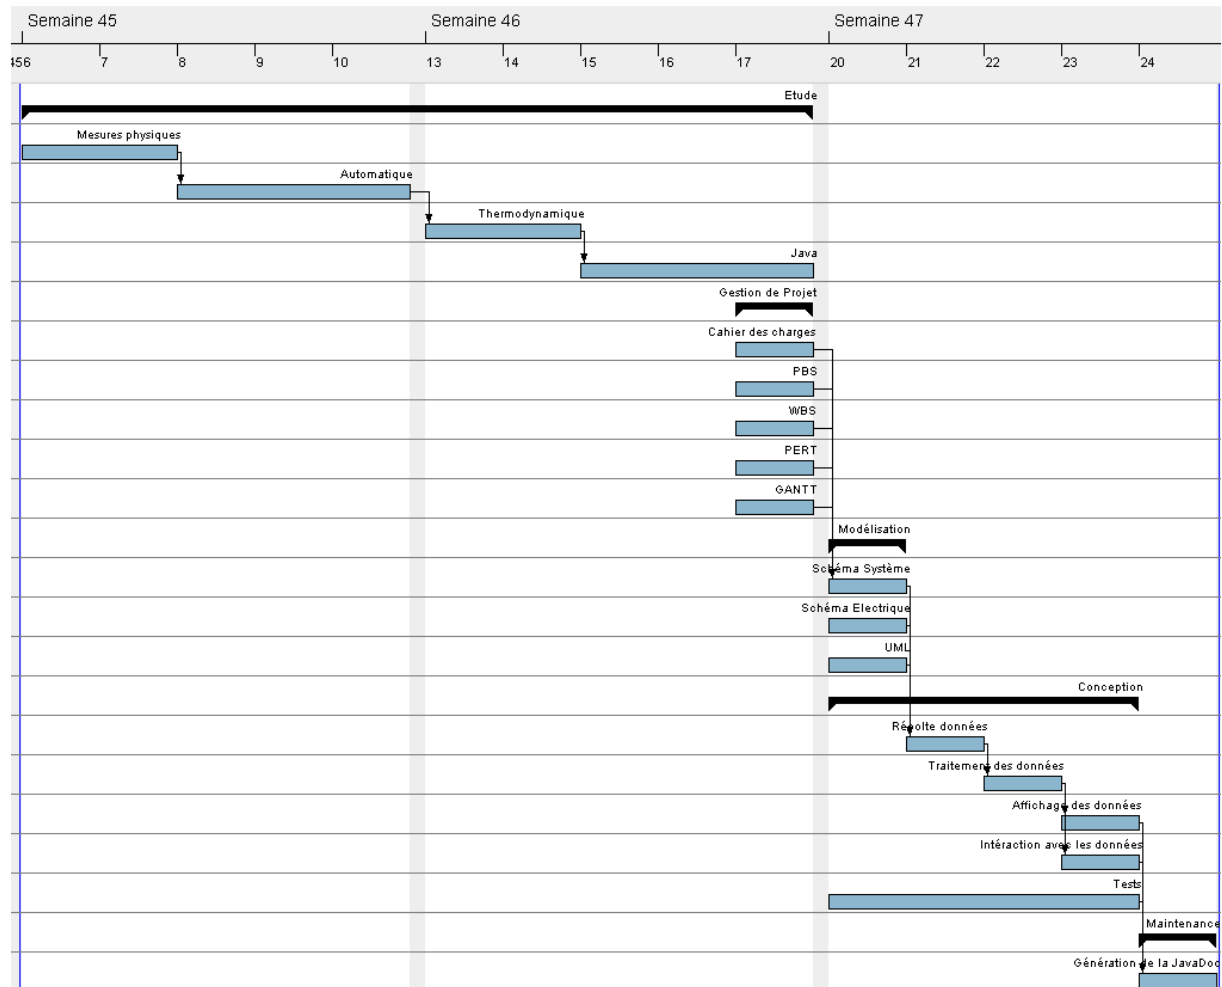 Semaine 45 Semaine 46 Semaine 47
456 7 8 9 10 13 14 15 16 17 20 21 22 23 24
Etude
Mesures physiques
Automatique
Thermodynamique
Java
Gestion de Projet
Cahier des charges
PBS
WBS
PERT
GANTT
Modélisation
Schéma Système
Schéma Electrique
UML
Conception
Récolte données
Traitement des données
Affichage des données
Intéraction avec les données
Tests
Maintenance
Génération de la JavaDoc